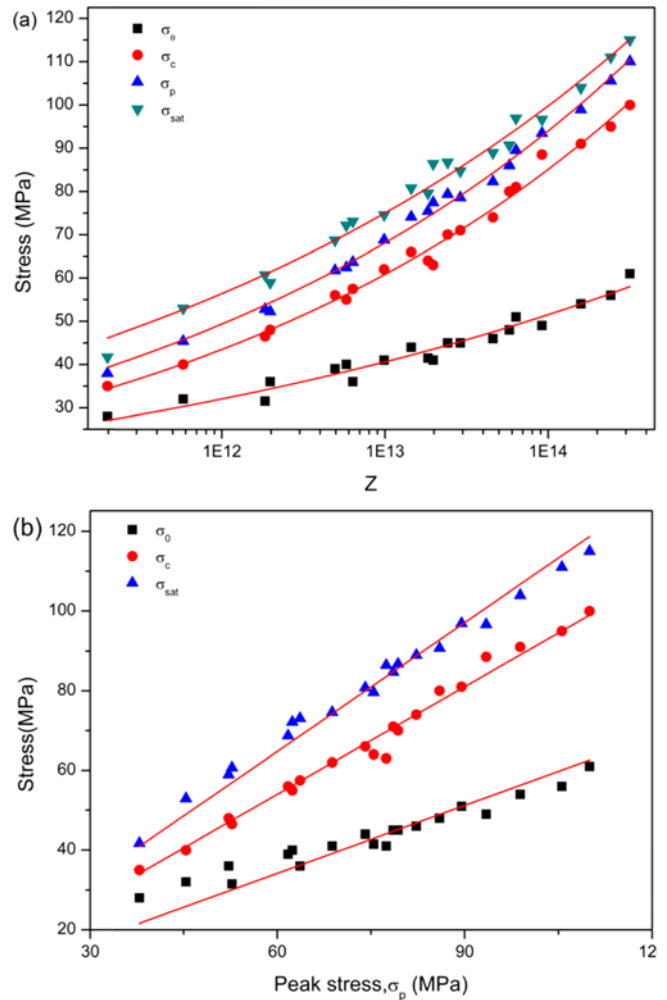 (a)
σ₀
σc
σp
σsat
Stress (MPa)
120
110
100
90
80
70
60
50
40
30
1E12
1E13
1E14
Z
(b)
σ₀
σc
σsat
Stress(MPa)
120
100
80
60
40
20
30
60
90
12
Peak stress,σp (MPa)